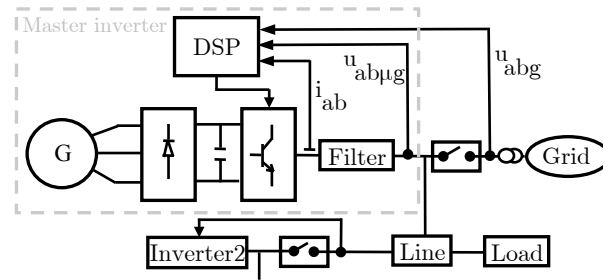 Master inverter
DSP
u abμg
u abg
i ab
G
Filter
Grid
Inverter2
Line
Load